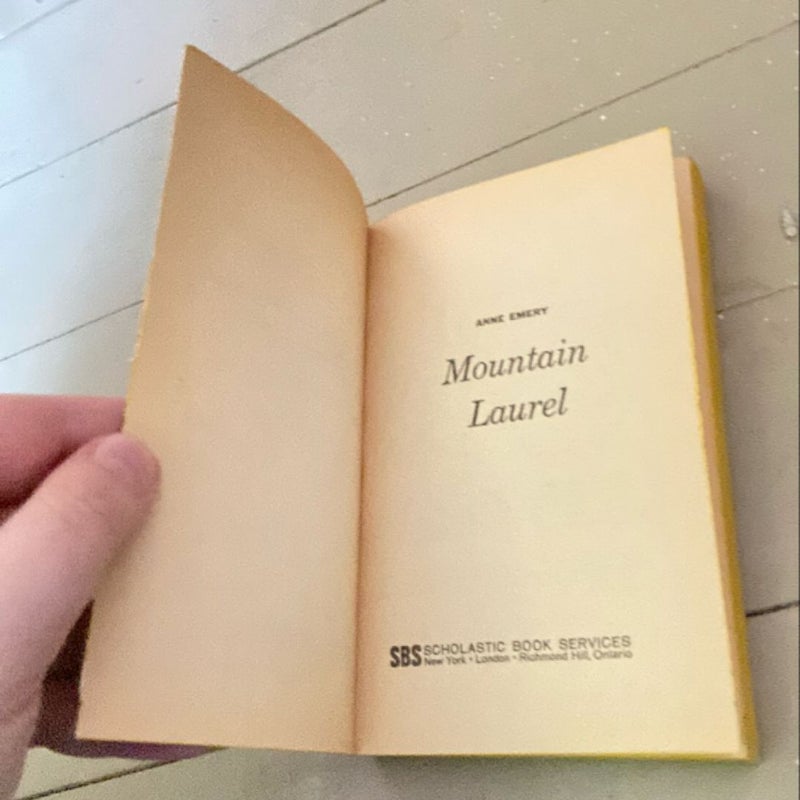 ANNE EMERY
Mountain
Laurel
SBS SCHOLASTIC BOOK SERVICES
New York • London • Richmond Hill, Ontario